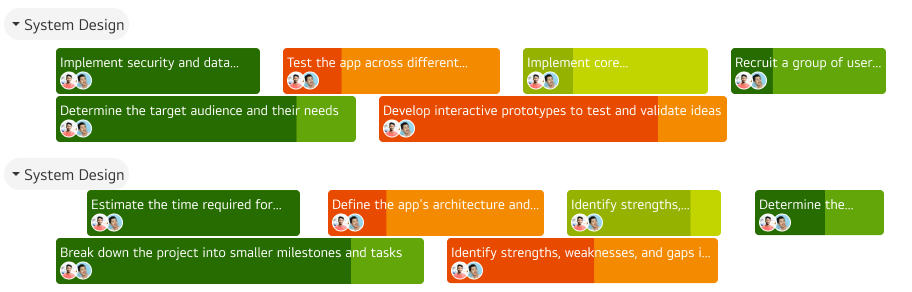 System Design
Implement security and data...
Test the app across different...
Implement core...
Recruit a group of user...
Determine the target audience and their needs
Develop interactive prototypes to test and validate ideas
System Design
Estimate the time required for...
Define the app's architecture and...
Identify strengths,...
Determine the...
Break down the project into smaller milestones and tasks
Identify strengths, weaknesses, and gaps i...